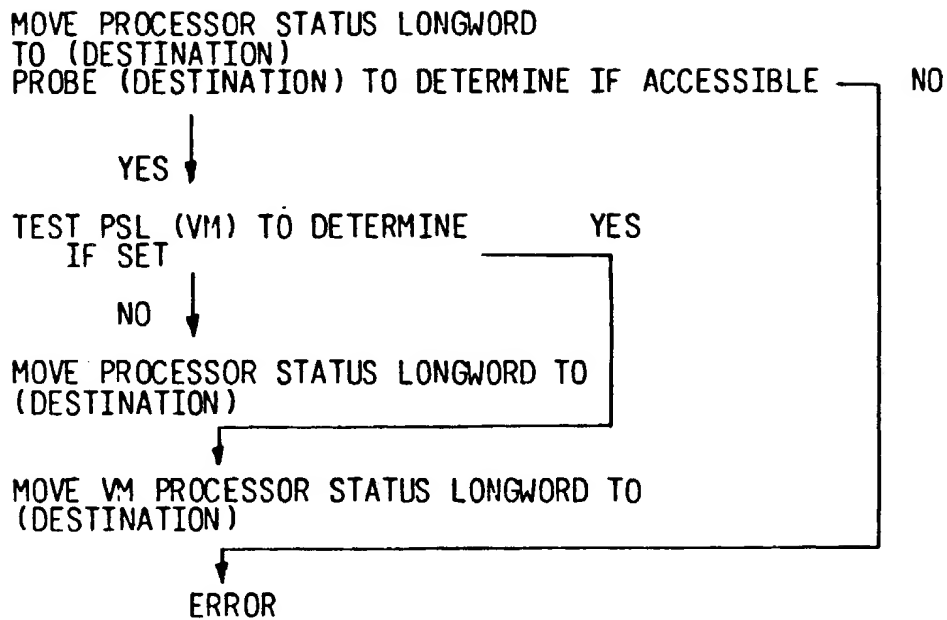 MOVE PROCESSOR STATUS LONGWORD
TO (DESTINATION)
PROBE (DESTINATION) TO DETERMINE IF ACCESSIBLE NO
YES
TEST PSL (VM) TO DETERMINE YES
IF SET
NO
MOVE PROCESSOR STATUS LONGWORD TO
(DESTINATION)
MOVE VM PROCESSOR STATUS LONGWORD TO
(DESTINATION)
ERROR